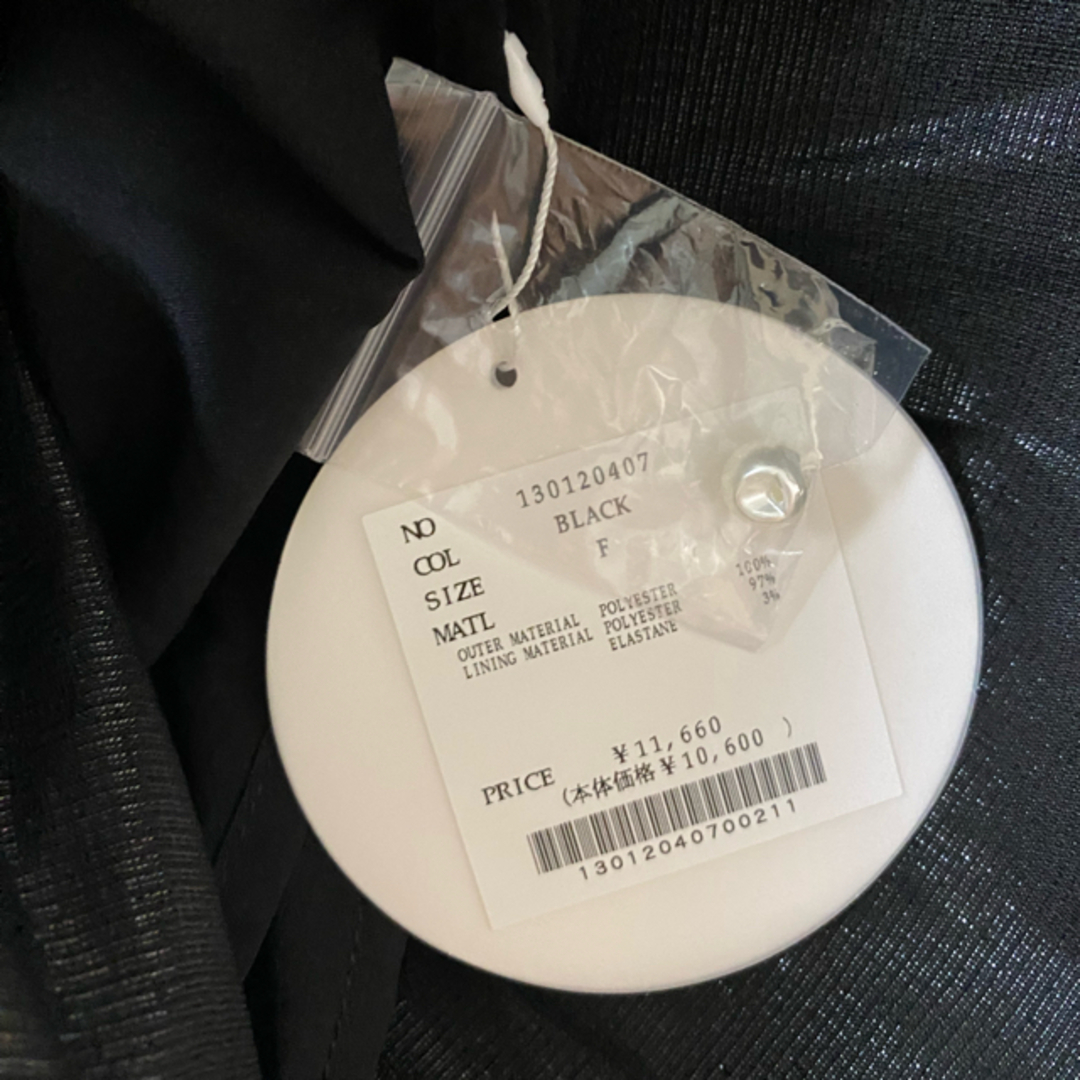 NO 130120407
COL BLACK
SIZE F
MATL
OUTER MATERIAL POLYESTER 100%
LINING MATERIAL POLYESTER 97%
ELASTANE 3%
PRICE ¥11,660
(本体価格¥10,600 )
13012040700211